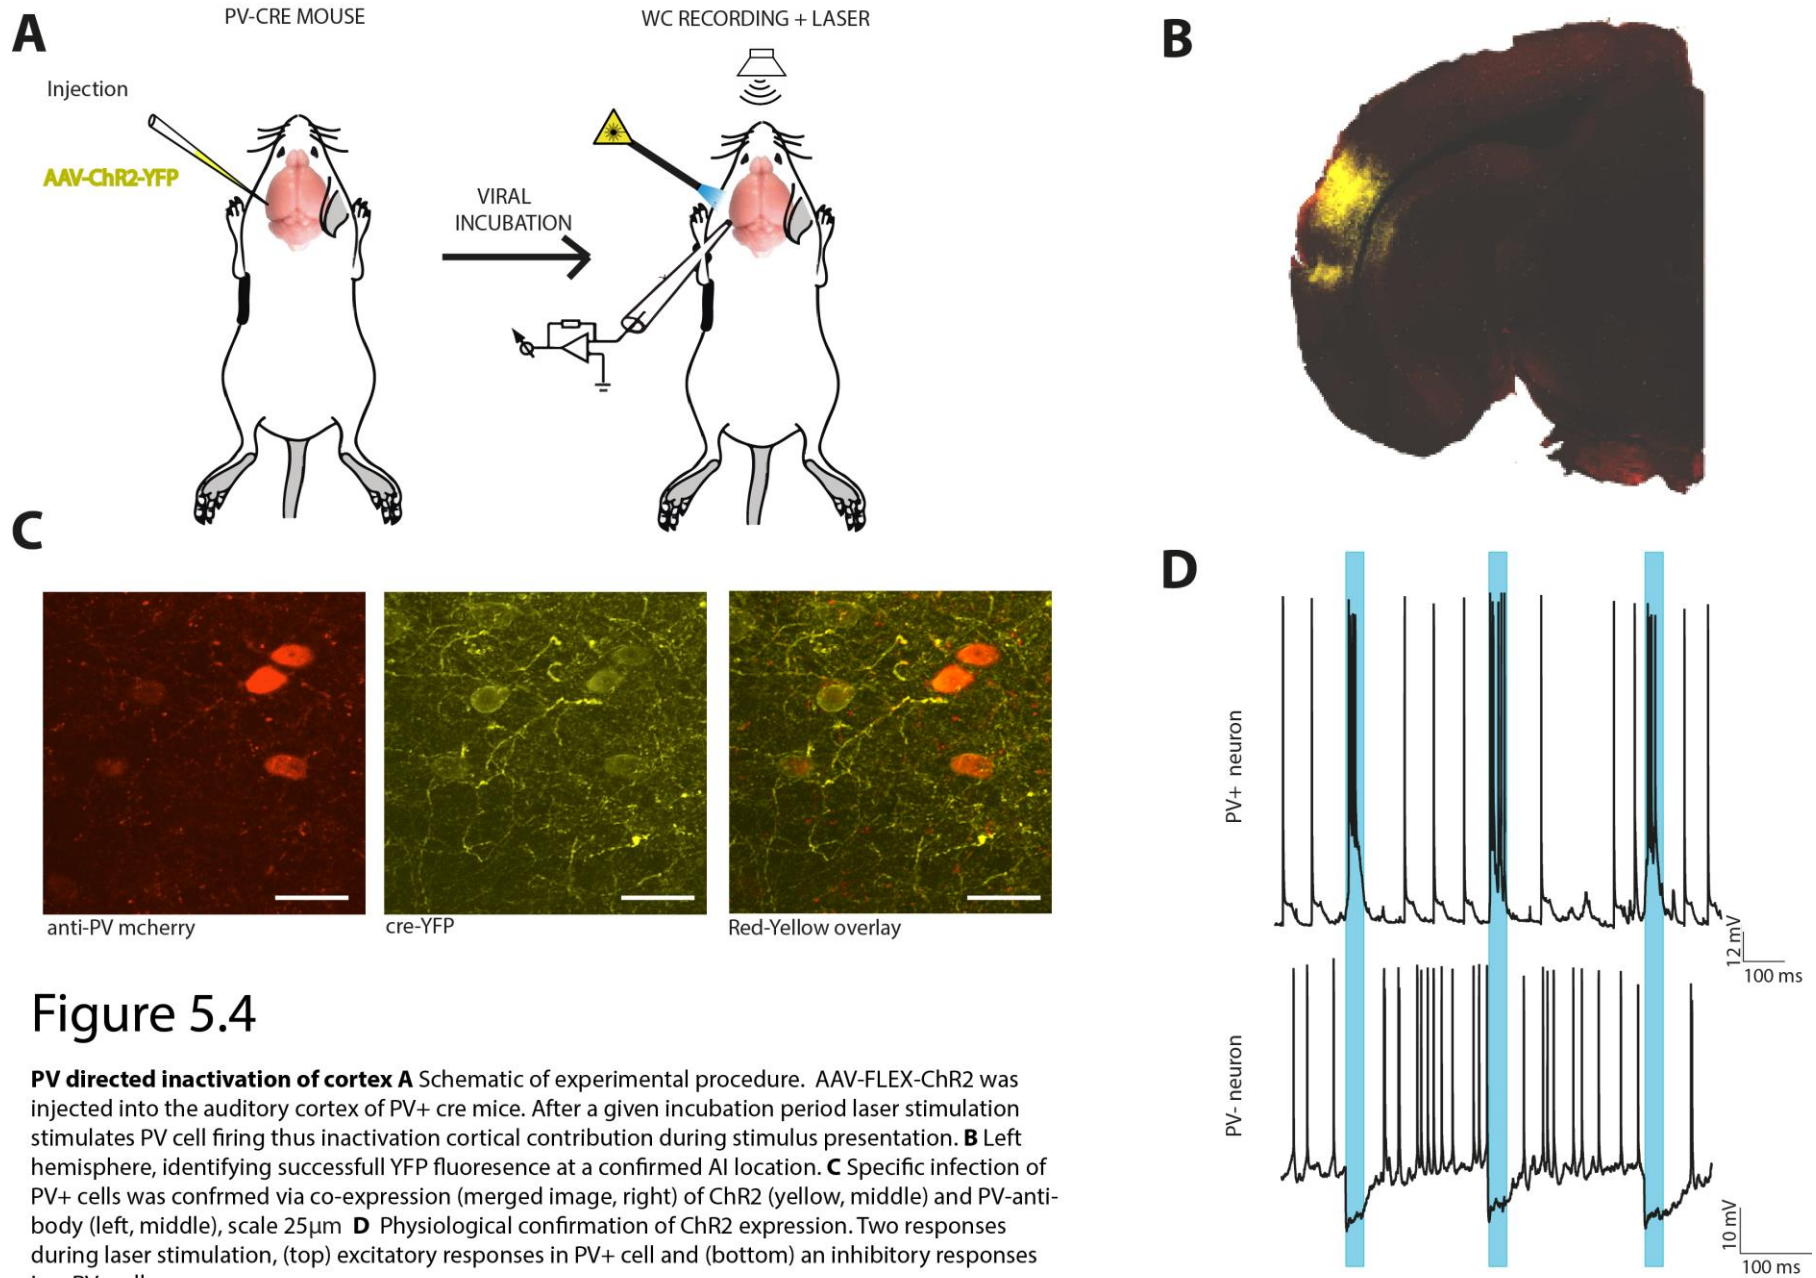 A
PV-CRE MOUSE
WC RECORDING + LASER
Injection
AAV-ChR2-YFP
VIRAL
INCUBATION
B
C
anti-PV mcherry
cre-YFP
Red-Yellow overlay
D
PV+ neuron
12 mV
100 ms
PV- neuron
10 mV
100 ms
Figure 5.4
PV directed inactivation of cortex A Schematic of experimental procedure. AAV-FLEX-ChR2 was
injected into the auditory cortex of PV+ cre mice. After a given incubation period laser stimulation
stimulates PV cell firing thus inactivation cortical contribution during stimulus presentation. B Left
hemisphere, identifying successfull YFP fluoresence at a confirmed AI location. C Specific infection of
PV+ cells was confrmed via co-expression (merged image, right) of ChR2 (yellow, middle) and PV-anti-
body (left, middle), scale 25µm D Physiological confirmation of ChR2 expression. Two responses
during laser stimulation, (top) excitatory responses in PV+ cell and (bottom) an inhibitory responses